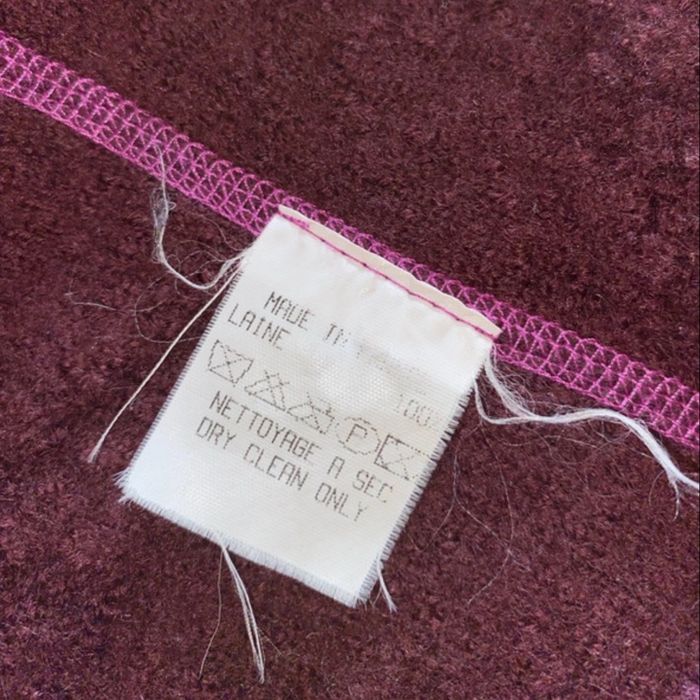 MADE IN
LAINE 100%
P
NETTOYAGE A SEC
DRY CLEAN ONLY